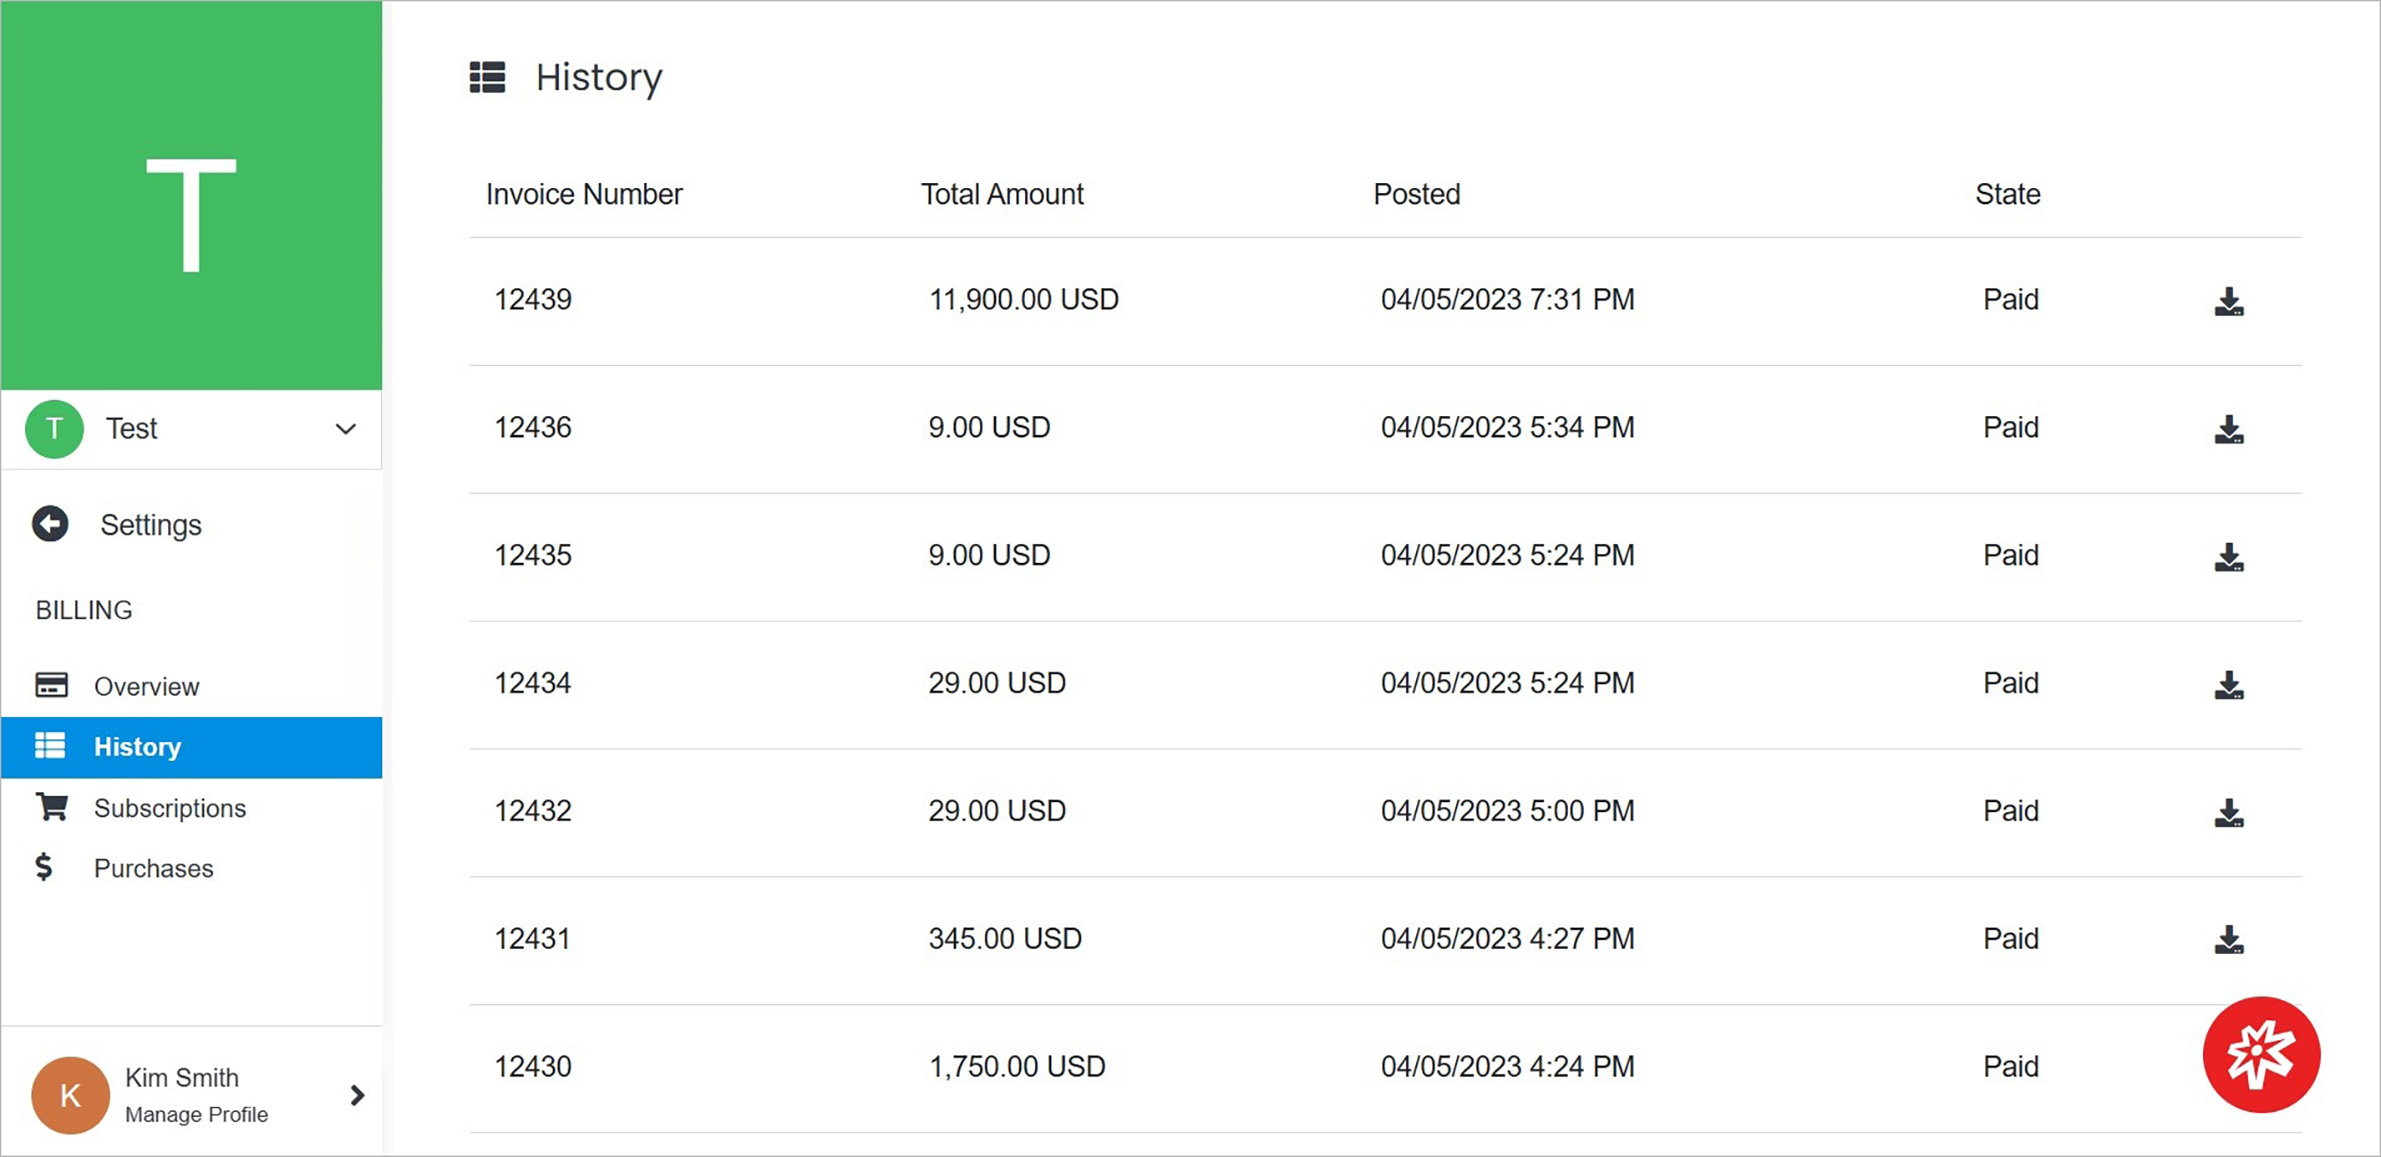 T
T Test
Settings
BILLING
Overview
History
Subscriptions
Purchases
K
Kim Smith
Manage Profile
History
Invoice Number Total Amount Posted State
12439 11,900.00 USD 04/05/2023 7:31 PM Paid
12436 9.00 USD 04/05/2023 5:34 PM Paid
12435 9.00 USD 04/05/2023 5:24 PM Paid
12434 29.00 USD 04/05/2023 5:24 PM Paid
12432 29.00 USD 04/05/2023 5:00 PM Paid
12431 345.00 USD 04/05/2023 4:27 PM Paid
12430 1,750.00 USD 04/05/2023 4:24 PM Paid